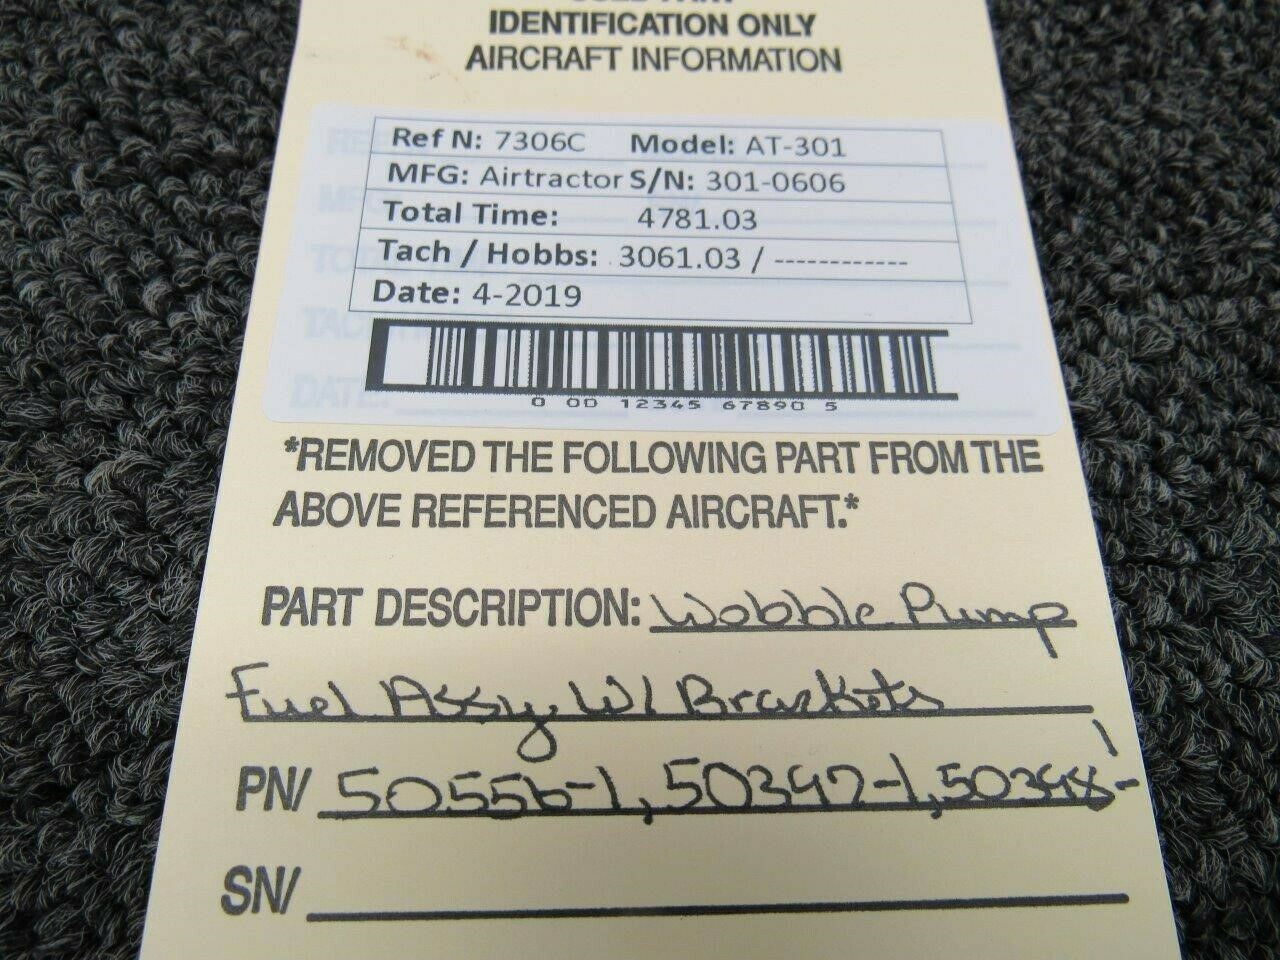 IDENTIFICATION ONLY
AIRCRAFT INFORMATION
Ref N: 7306C Model: AT-301
MFG: Airtractor S/N: 301-0606
Total Time: 4781.03
Tach / Hobbs: 3061.03 / ------------
Date: 4-2019
0 00 12345 67890 5
*REMOVED THE FOLLOWING PART FROM THE
ABOVE REFERENCED AIRCRAFT.*
PART DESCRIPTION: Wobble Pump
Fuel Assy W/ Brackets
PN/ 50556-1, 50397-1, 50398-1
SN/